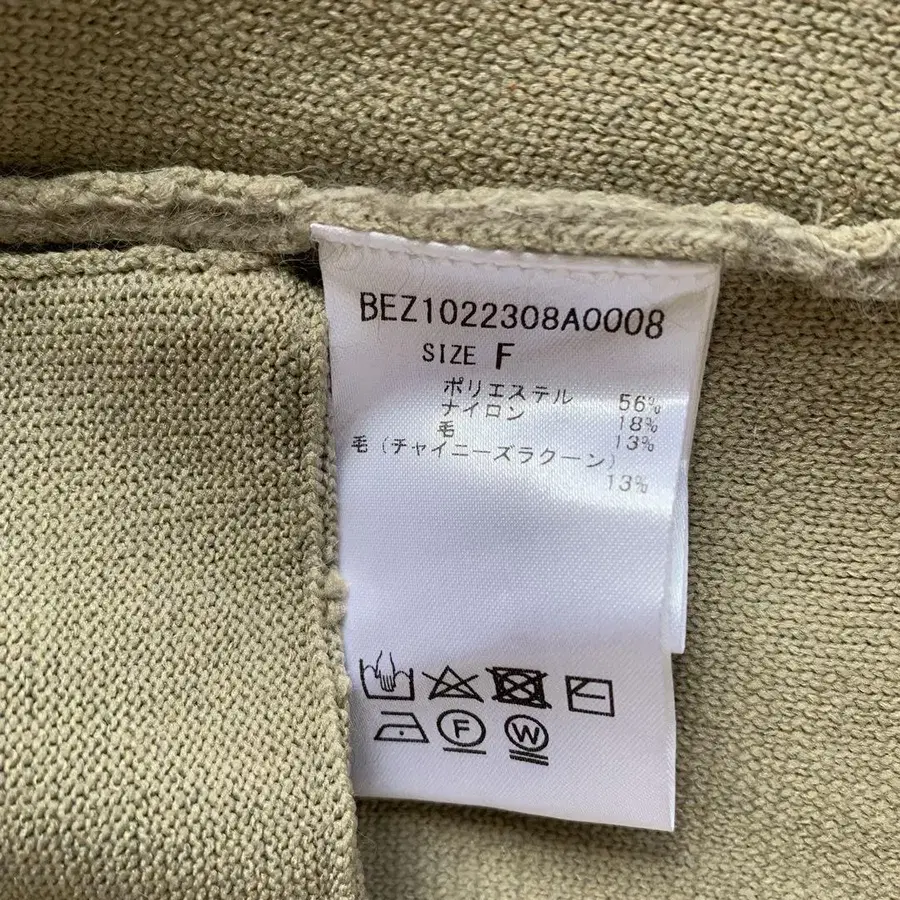 BEZ1022308A0008
SIZE F
ポリエステル 56%
ナイロン 18%
毛 13%
毛(チャイニーズラクーン)
13%
F W